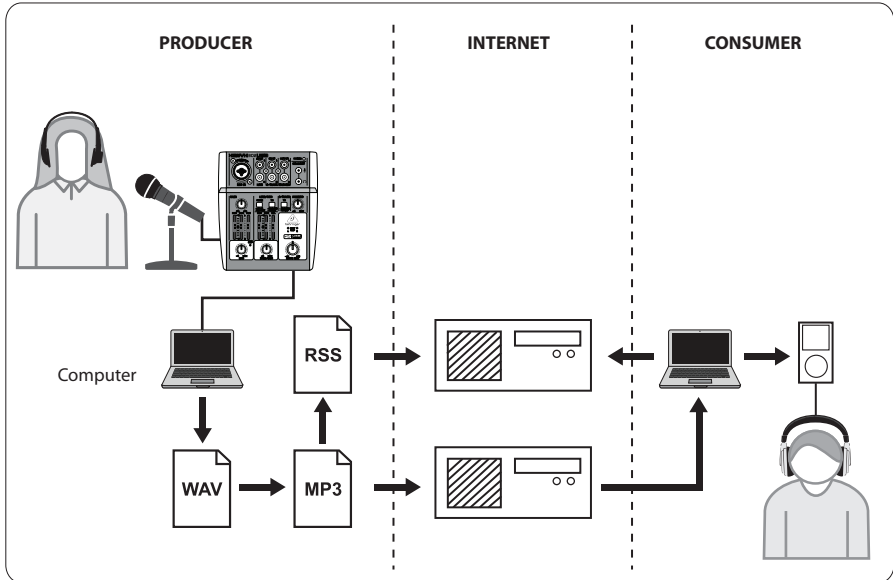 PRODUCER
INTERNET
CONSUMER
Computer
RSS
WAV
MP3